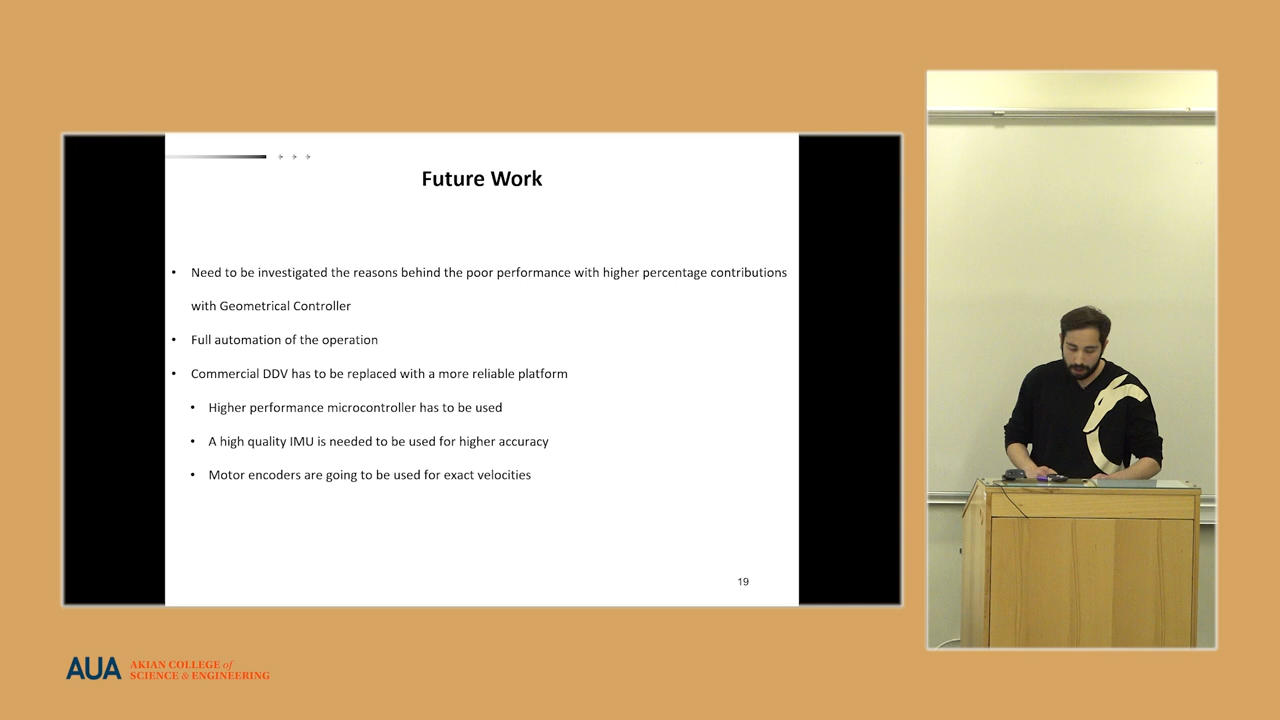 Future Work
• Need to be investigated the reasons behind the poor performance with higher percentage contributions
with Geometrical Controller
• Full automation of the operation
• Commercial DDV has to be replaced with a more reliable platform
• Higher performance microcontroller has to be used
• A high quality IMU is needed to be used for higher accuracy
• Motor encoders are going to be used for exact velocities
19
AUA
AKIAN COLLEGE of
SCIENCE & ENGINEERING